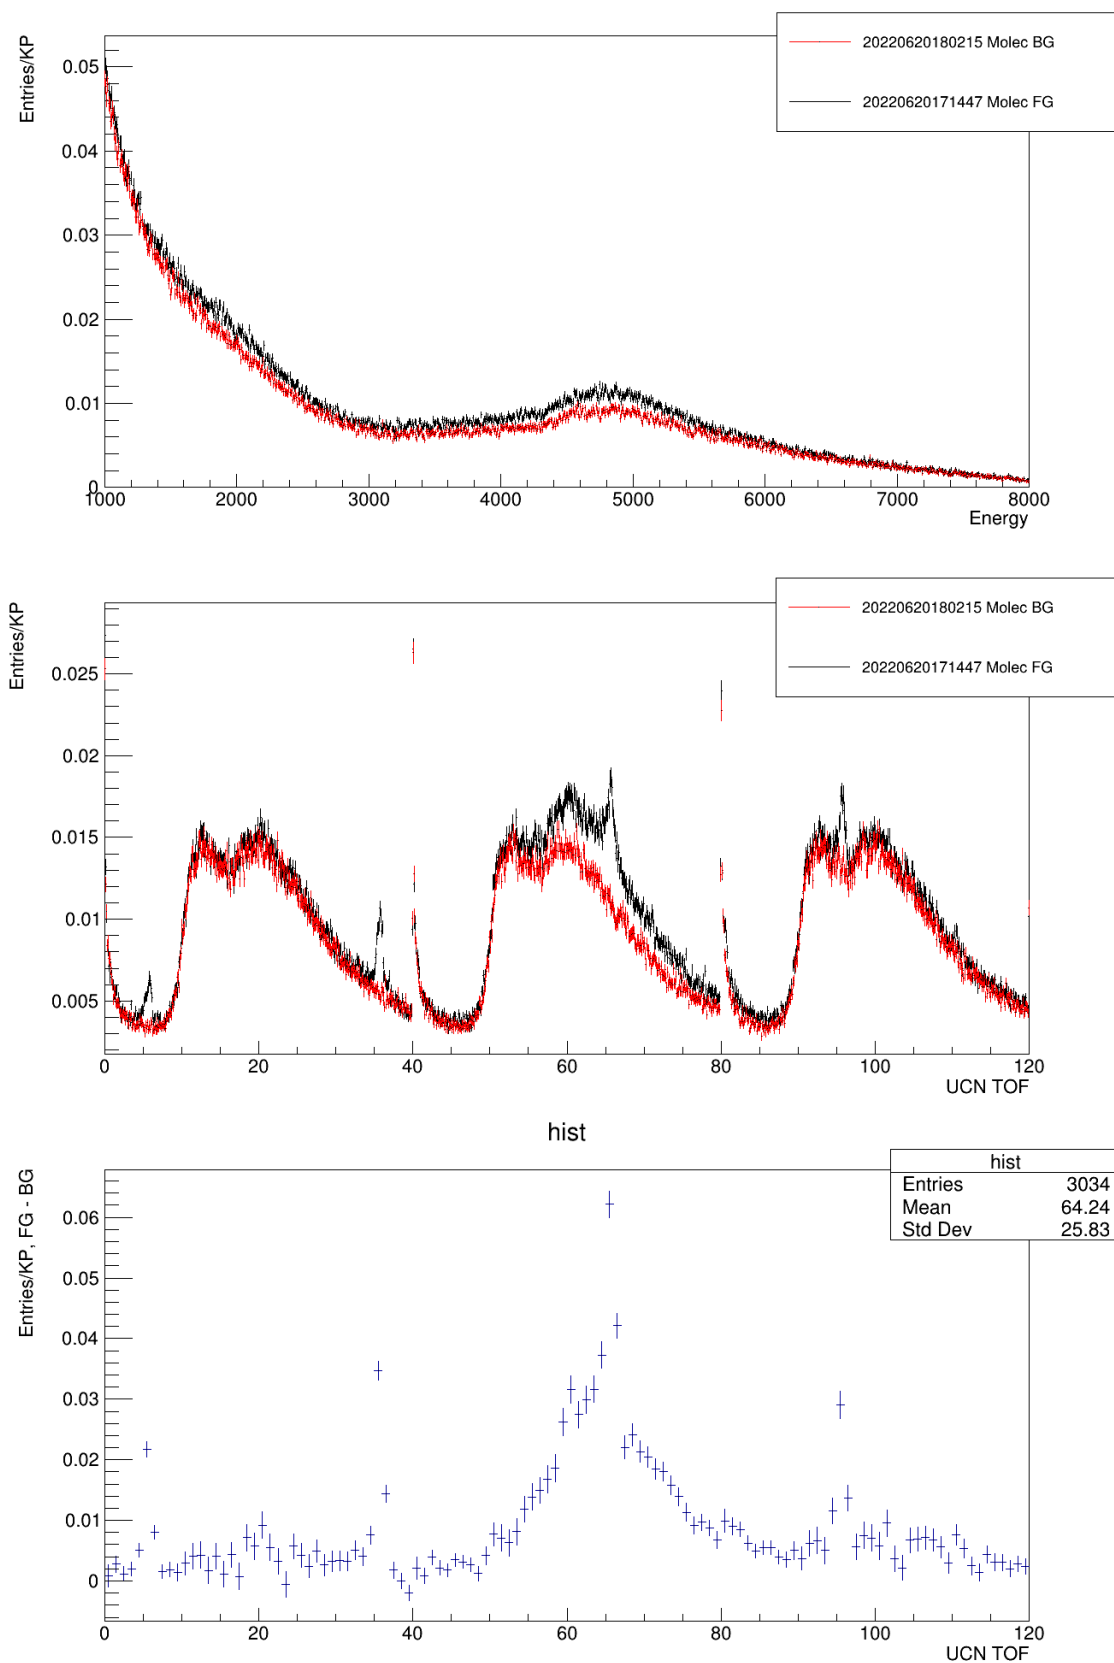 Entries/KP
20220620180215 Molec BG
20220620171447 Molec FG
0.05
0.04
0.03
0.02
0.01
0
1000 2000 3000 4000 5000 6000 7000 8000
Energy
Entries/KP
20220620180215 Molec BG
20220620171447 Molec FG
0.025
0.02
0.015
0.01
0.005
0 20 40 60 80 100 120
UCN TOF
hist
Entries/KP, FG - BG
hist
Entries 3034
Mean 64.24
Std Dev 25.83
0.06
0.05
0.04
0.03
0.02
0.01
0
0 20 40 60 80 100 120
UCN TOF